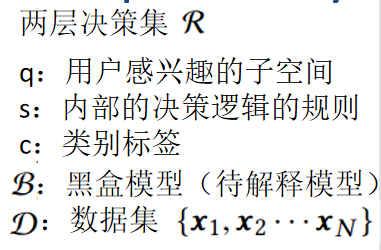 两层决策集 ℛ
q：用户感兴趣的子空间
s：内部的决策逻辑的规则
c：类别标签
ℬ：黑盒模型（待解释模型）
𝒟：数据集 {𝒙₁, 𝒙₂ ⋯ 𝒙_N}